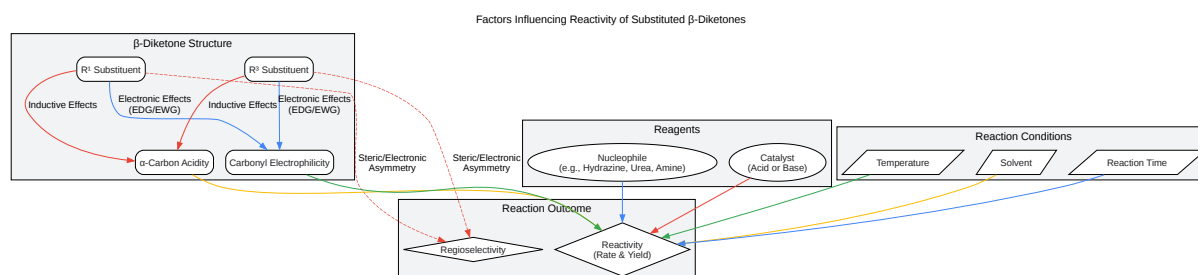 Factors Influencing Reactivity of Substituted β-Diketones
β-Diketone Structure
R¹ Substituent
R³ Substituent
Inductive Effects
Electronic Effects
(EDG/EWG)
Inductive Effects
Electronic Effects
(EDG/EWG)
α-Carbon Acidity
Carbonyl Electrophilicity
Steric/Electronic
Asymmetry
Steric/Electronic
Asymmetry
Reagents
Nucleophile
(e.g., Hydrazine, Urea, Amine)
Catalyst
(Acid or Base)
Reaction Conditions
Temperature
Solvent
Reaction Time
Reaction Outcome
Regioselectivity
Reactivity
(Rate & Yield)